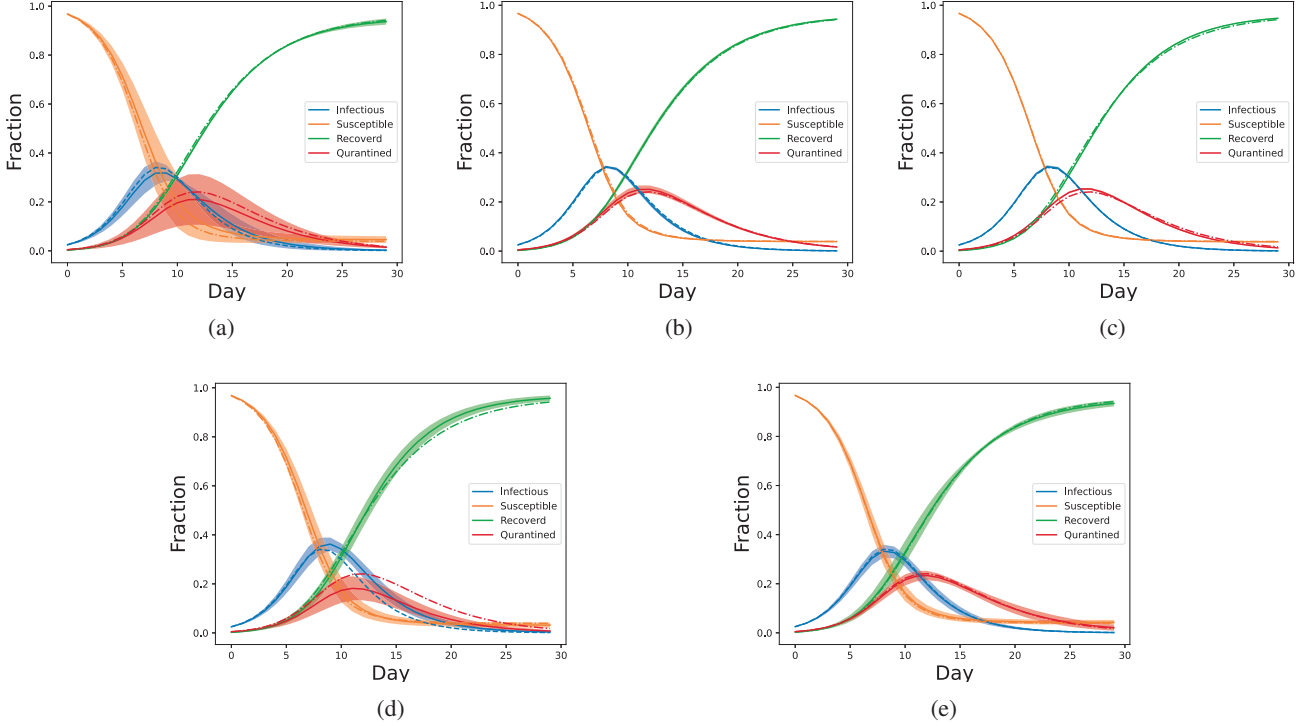 1.0
0.8
0.6
0.4
0.2
0.0
Fraction
Infectious
Susceptible
Recoverd
Qurantined
0 5 10 15 20 25 30
Day
(a)
1.0
0.8
0.6
0.4
0.2
0.0
Fraction
Infectious
Susceptible
Recoverd
Qurantined
0 5 10 15 20 25 30
Day
(b)
1.0
0.8
0.6
0.4
0.2
0.0
Fraction
Infectious
Susceptible
Recoverd
Qurantined
0 5 10 15 20 25 30
Day
(c)
1.0
0.8
0.6
0.4
0.2
0.0
Fraction
Infectious
Susceptible
Recoverd
Qurantined
0 5 10 15 20 25 30
Day
(d)
1.0
0.8
0.6
0.4
0.2
0.0
Fraction
Infectious
Susceptible
Recoverd
Qurantined
0 5 10 15 20 25 30
Day
(e)